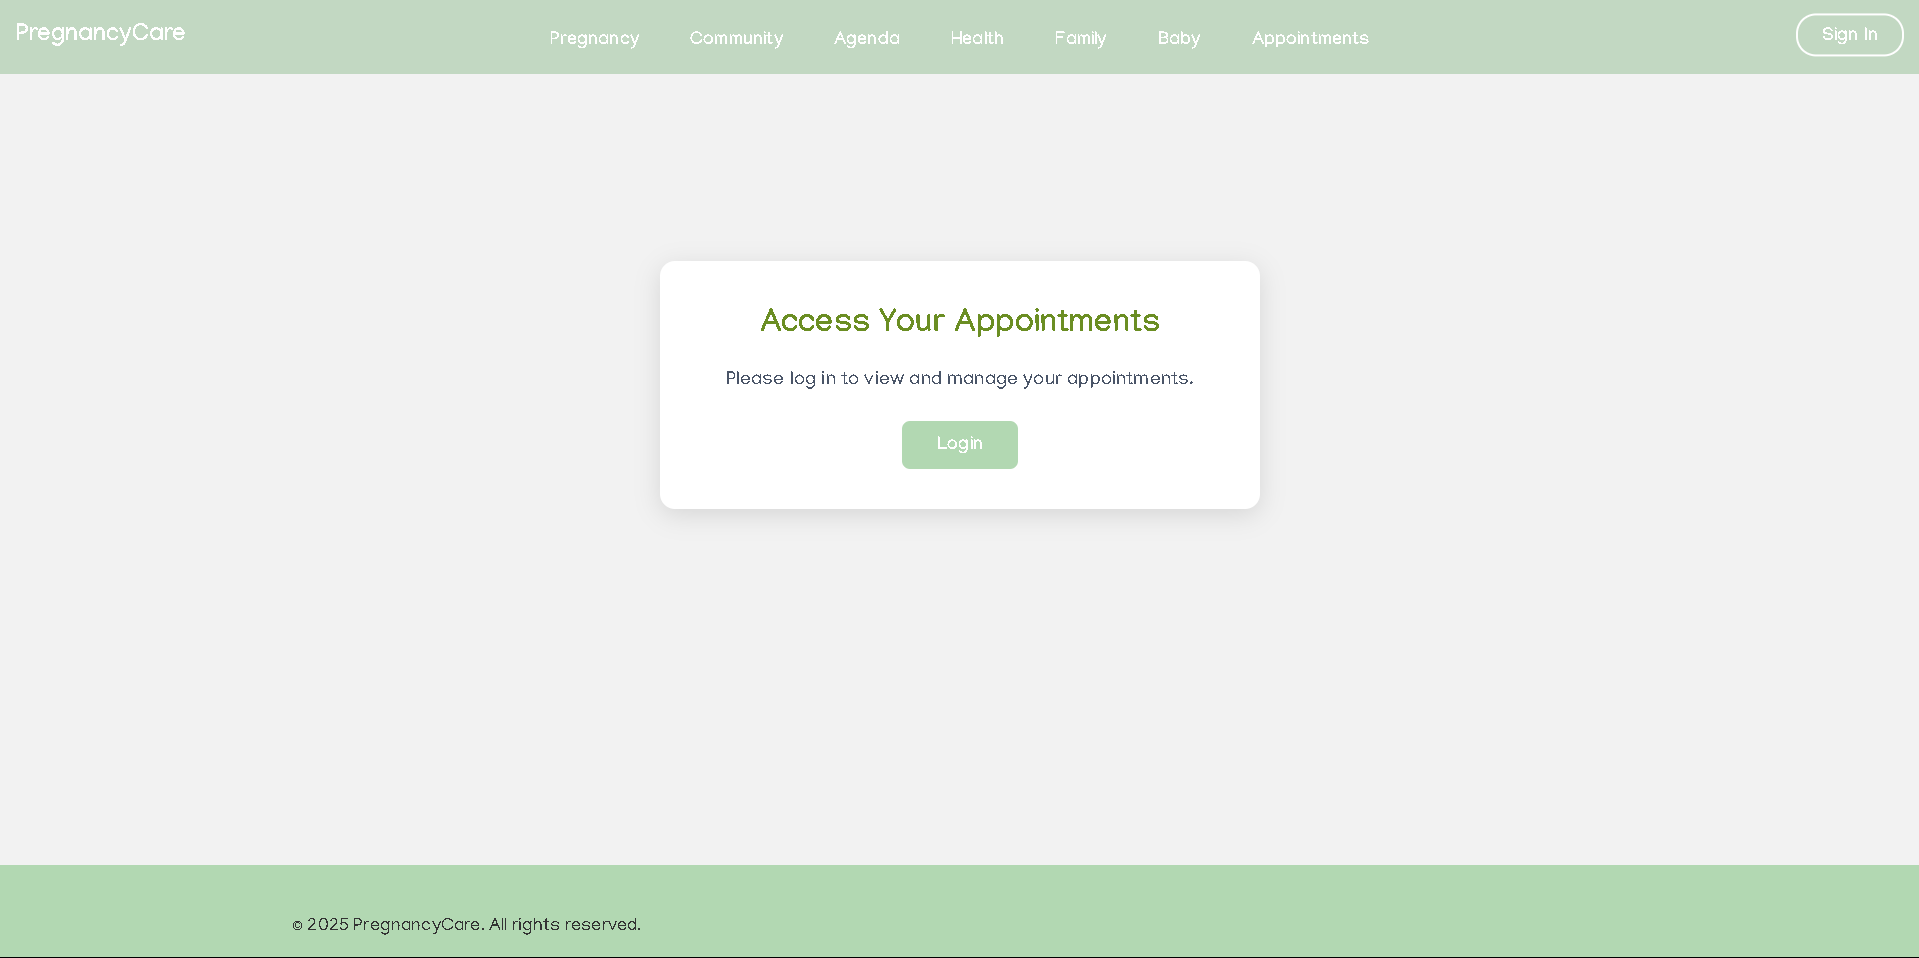 PregnancyCare
Pregnancy Community Agenda Health Family Baby Appointments
Sign In
Access Your Appointments
Please log in to view and manage your appointments.
Login
© 2025 PregnancyCare. All rights reserved.